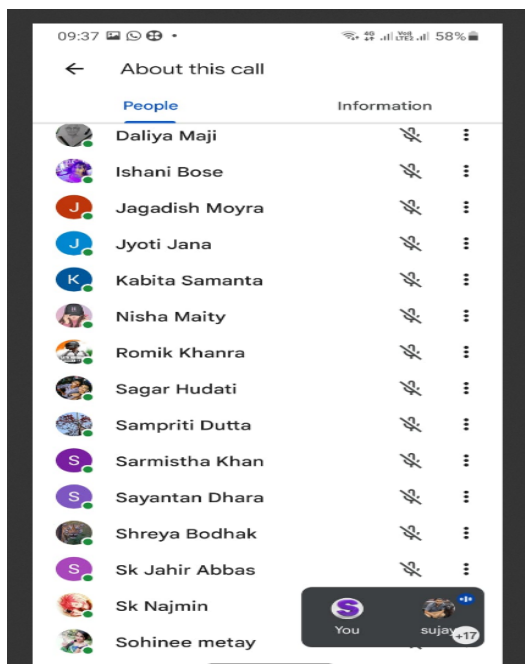 09:37 58%
About this call
People Information
Daliya Maji
Ishani Bose
J Jagadish Moyra
J Jyoti Jana
K Kabita Samanta
Nisha Maity
Romik Khanra
Sagar Hudati
Sampriti Dutta
S Sarmistha Khan
S Sayantan Dhara
Shreya Bodhak
S Sk Jahir Abbas
Sk Najmin
Sohinee metay
S
You sujay +17